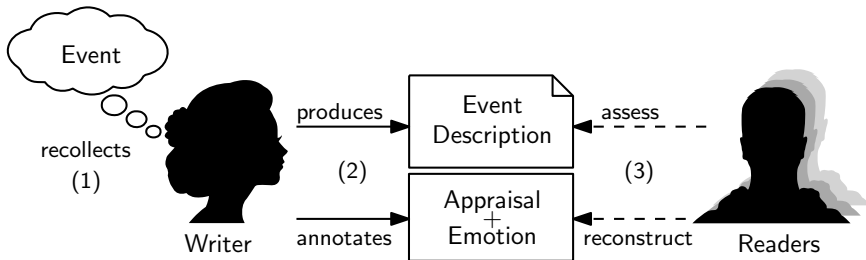 Event
recollects
(1)
Writer
produces
(2)
annotates
Event
Description
Appraisal
+
Emotion
assess
(3)
reconstruct
Readers